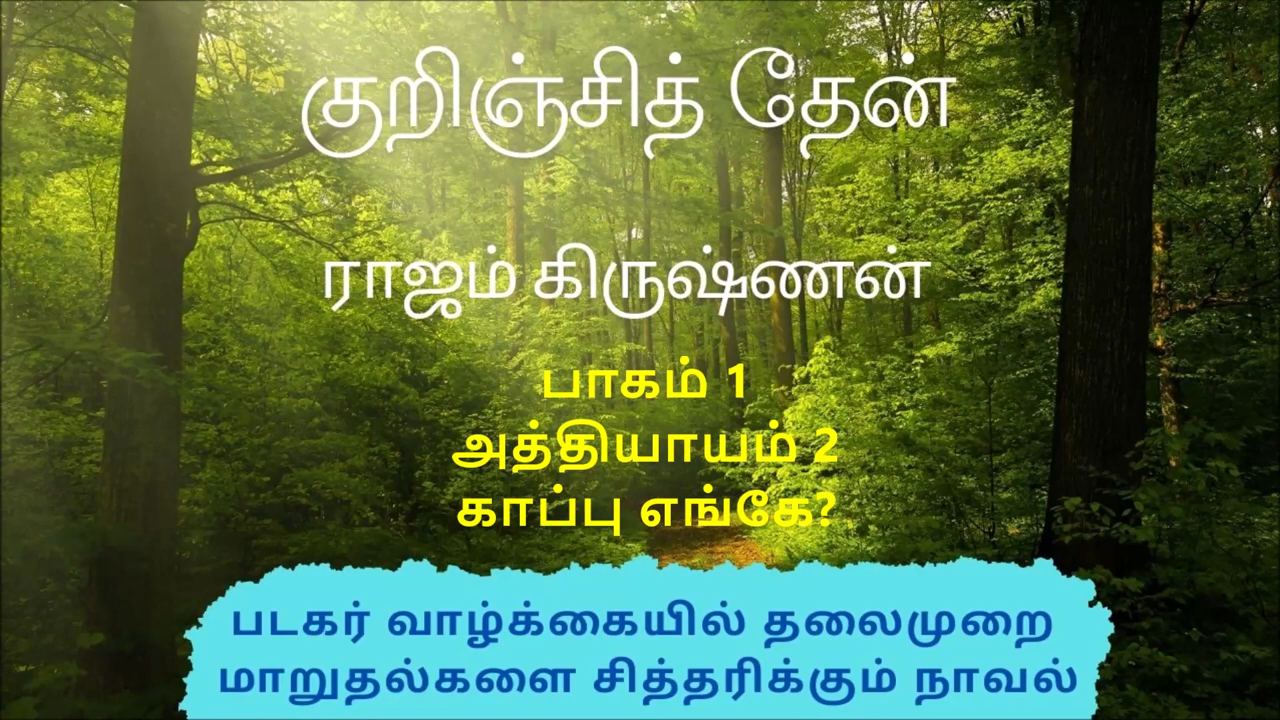 குறிஞ்சித் தேன்
ராஜம் கிருஷ்ணன்
பாகம் 1
அத்தியாயம் 2
காப்பு எங்கே?
படகர் வாழ்க்கையில் தலைமுறை
மாறுதல்களை சித்தரிக்கும் நாவல்